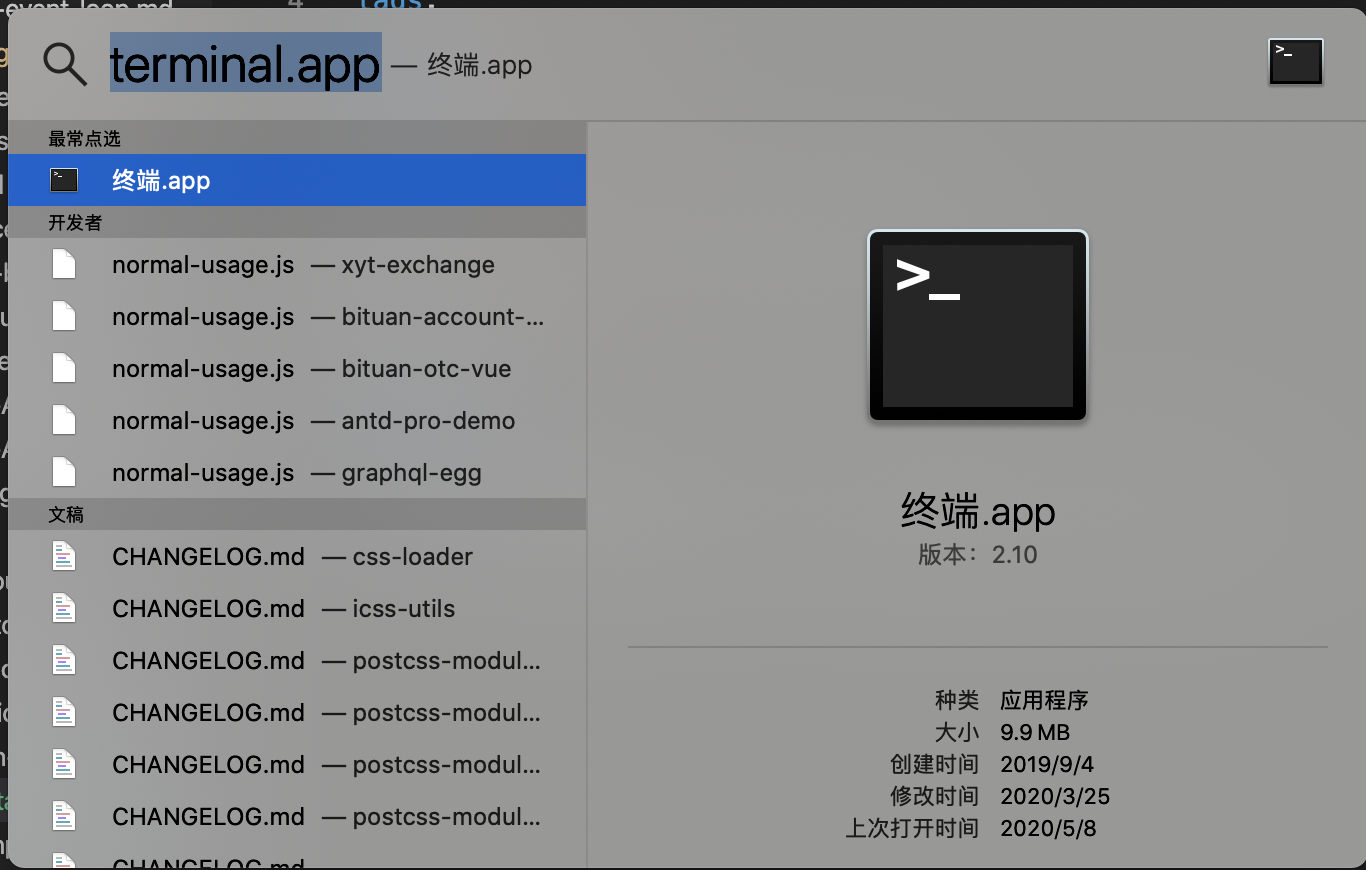 -event_loop.md
4
tags:
terminal.app — 终端.app
最常点选
终端.app
开发者
normal-usage.js — xyt-exchange
normal-usage.js — bituan-account-...
normal-usage.js — bituan-otc-vue
normal-usage.js — antd-pro-demo
normal-usage.js — graphql-egg
文稿
CHANGELOG.md — css-loader
CHANGELOG.md — icss-utils
CHANGELOG.md — postcss-modul...
CHANGELOG.md — postcss-modul...
CHANGELOG.md — postcss-modul...
CHANGELOG.md — postcss-modul...
CHANGELOG.md
>_
终端.app
版本：2.10
种类 应用程序
大小 9.9 MB
创建时间 2019/9/4
修改时间 2020/3/25
上次打开时间 2020/5/8